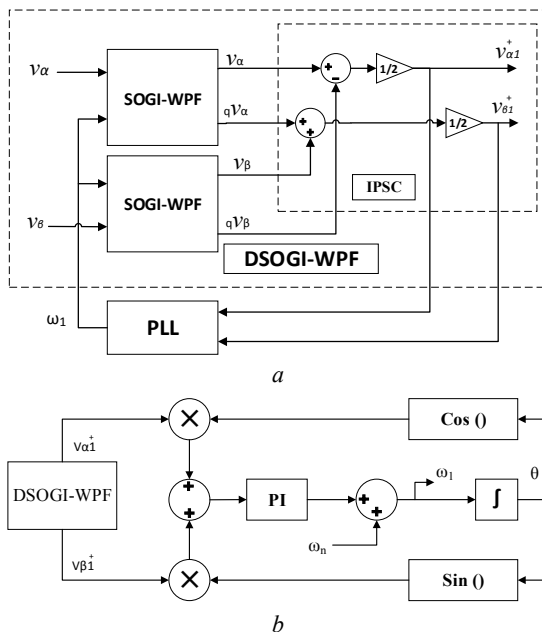 vα
SOGI-WPF
vα
qvα
+
−
1/2
v+α1
+
+
1/2
v+β1
SOGI-WPF
vβ
vβ
qvβ
IPSC
DSOGI-WPF
ω1
PLL
a
Vα1+
×
Cos ()
DSOGI-WPF
+
+
PI
+
+
ω1
∫
θ
ωn
Vβ1+
×
Sin ()
b